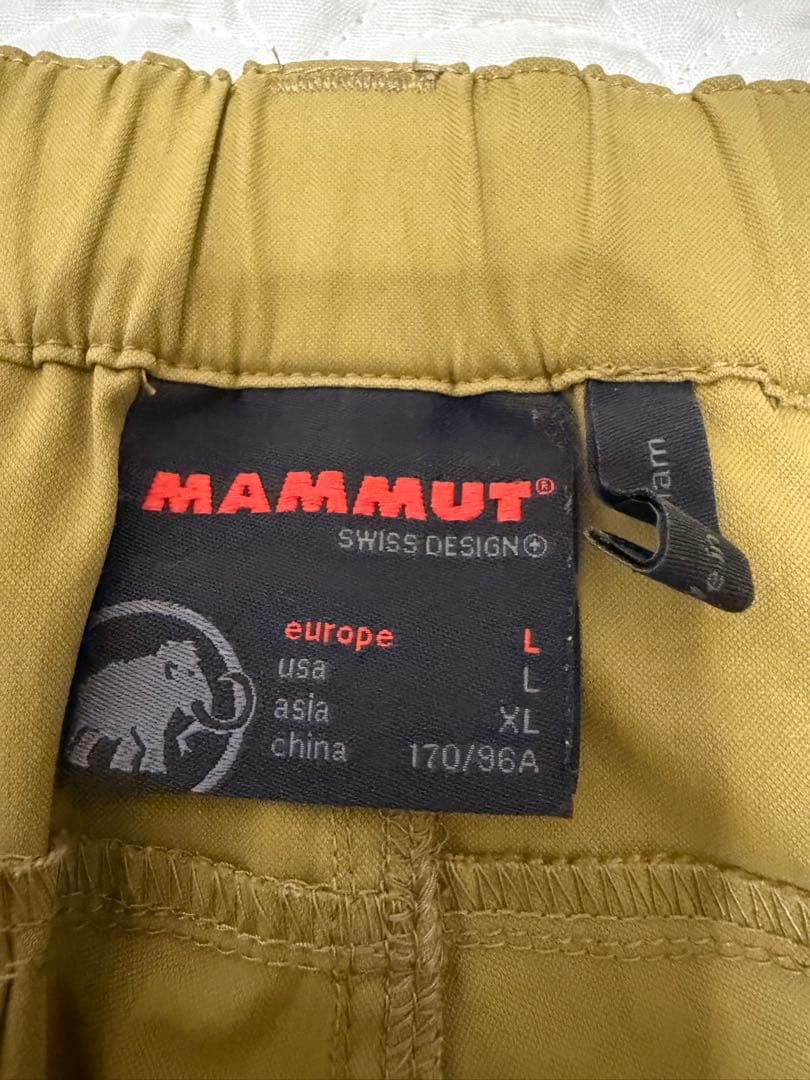 MAMMUT®
SWISS DESIGN
europe L
usa L
asia XL
china 170/96A